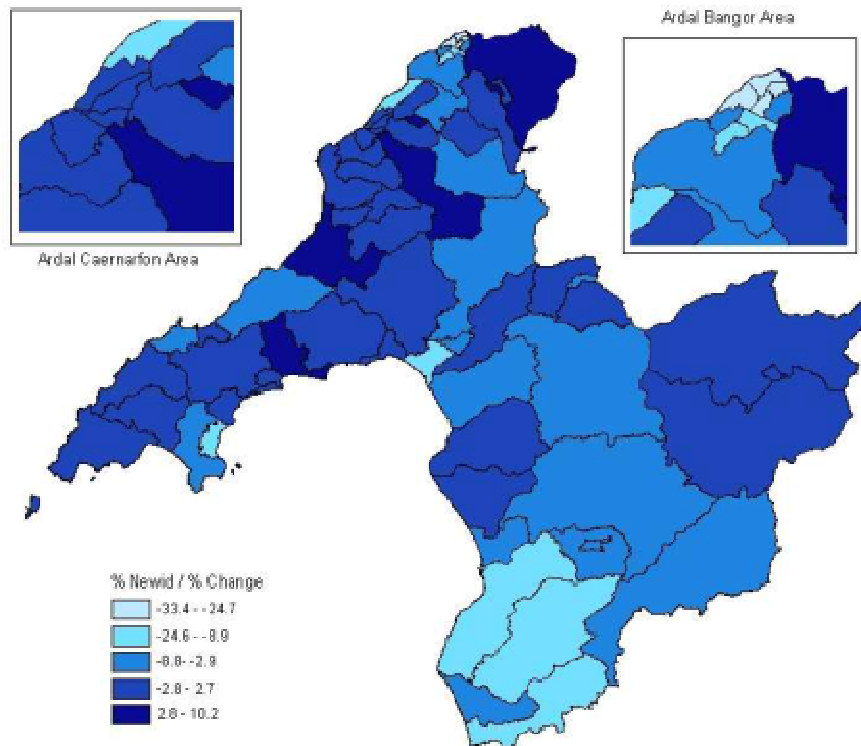 Ardal Bangor Area
Ardal Caernarfon Area
% Newid / % Change
-33.4 - -24.7
-24.6 - -8.9
-8.8 - -2.9
-2.8 - 2.7
2.8 - 10.2